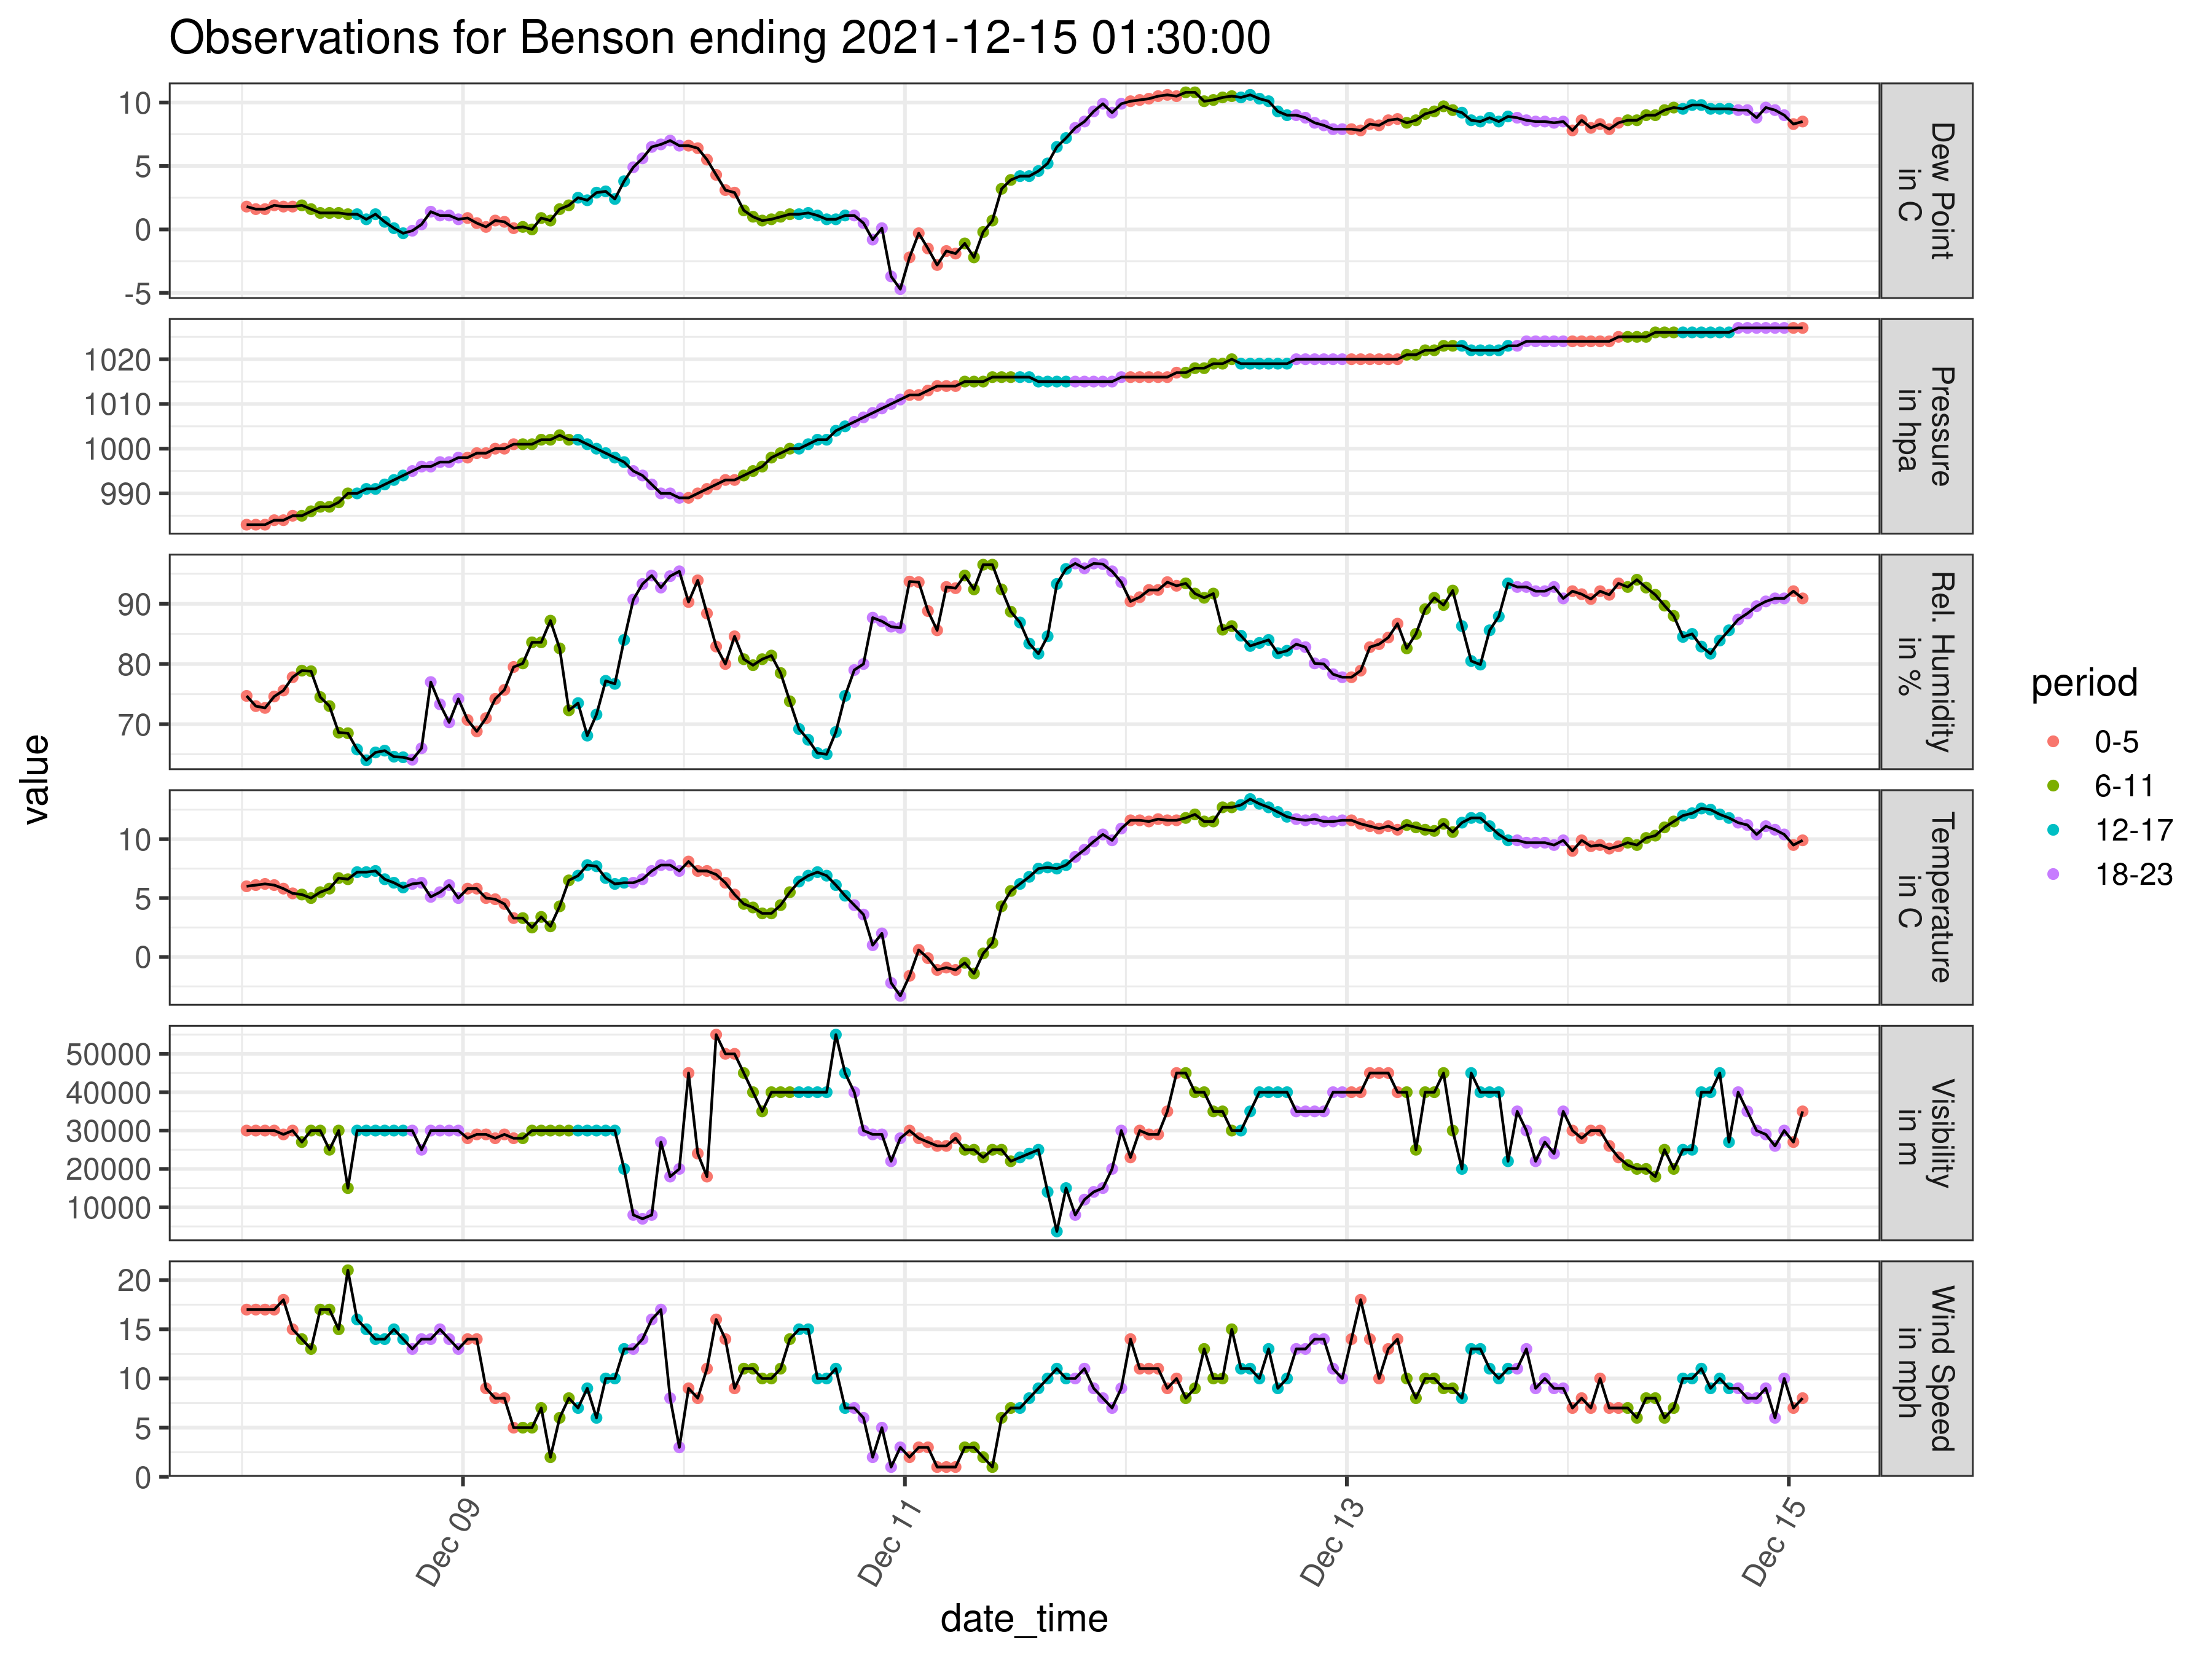 Observations for Benson ending 2021-12-15 01:30:00
10
5
0
-5
Dew Point
in C
1020
1010
1000
990
Pressure
in hpa
90
80
70
Rel. Humidity
in %
10
5
0
Temperature
in C
50000
40000
30000
20000
10000
Visibility
in m
20
15
10
5
0
Wind Speed
in mph
value
Dec 09
Dec 11
Dec 13
Dec 15
date_time
period
0-5
6-11
12-17
18-23